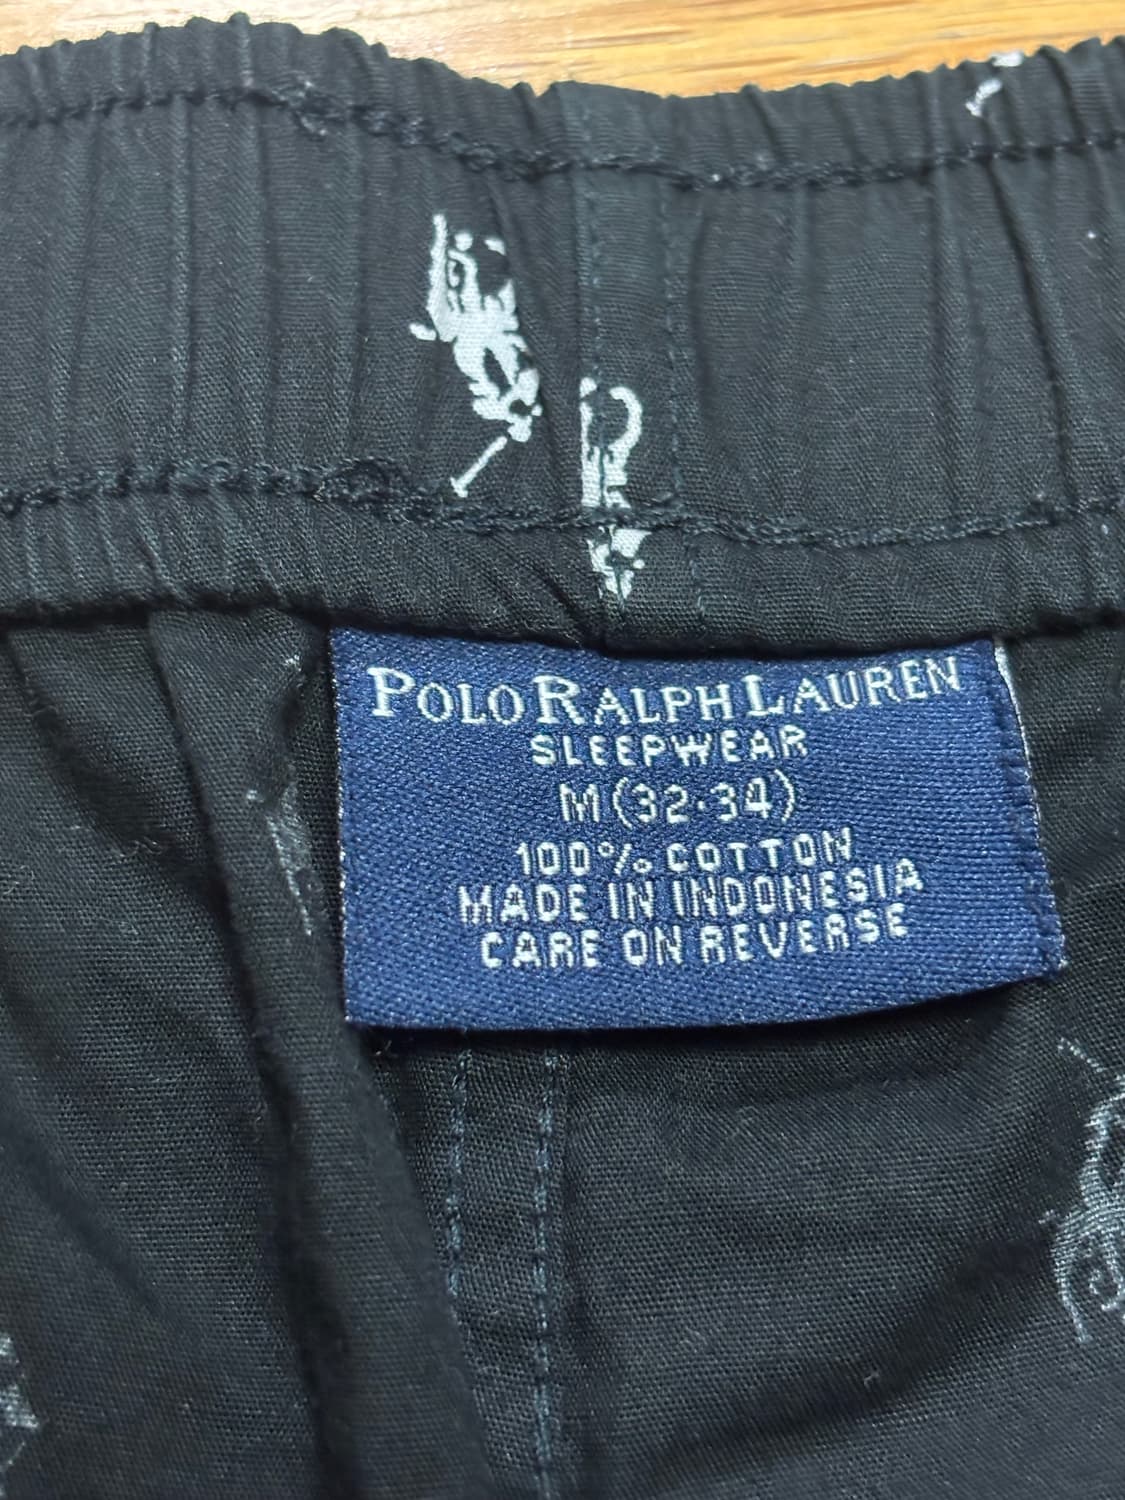 POLO RALPH LAUREN
SLEEPWEAR
M (32·34)
100% COTTON
MADE IN INDONESIA
CARE ON REVERSE